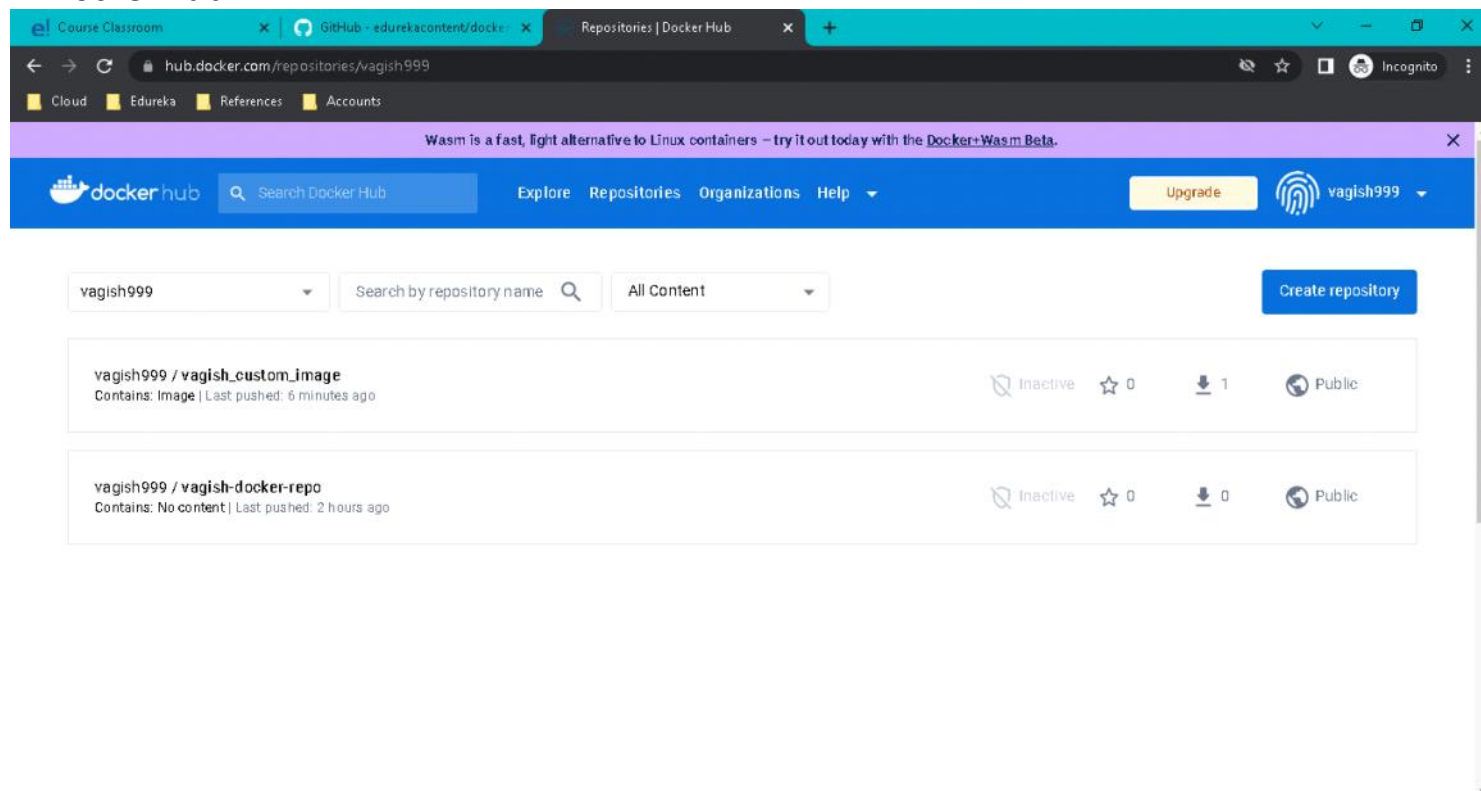 Course Classroom
GitHub - edurekacontent/docker
Repositories | Docker Hub
hub.docker.com/repositories/vagish999
Incognito
Cloud Edureka References Accounts
Wasm is a fast, light alternative to Linux containers – try it out today with the Docker+Wasm Beta.
dockerhub Search Docker Hub Explore Repositories Organizations Help Upgrade vagish999
vagish999 Search by repository name All Content Create repository
vagish999 / vagish_custom_image
Contains: Image | Last pushed: 6 minutes ago
Inactive 0 1 Public
vagish999 / vagish-docker-repo
Contains: No content | Last pushed: 2 hours ago
Inactive 0 0 Public